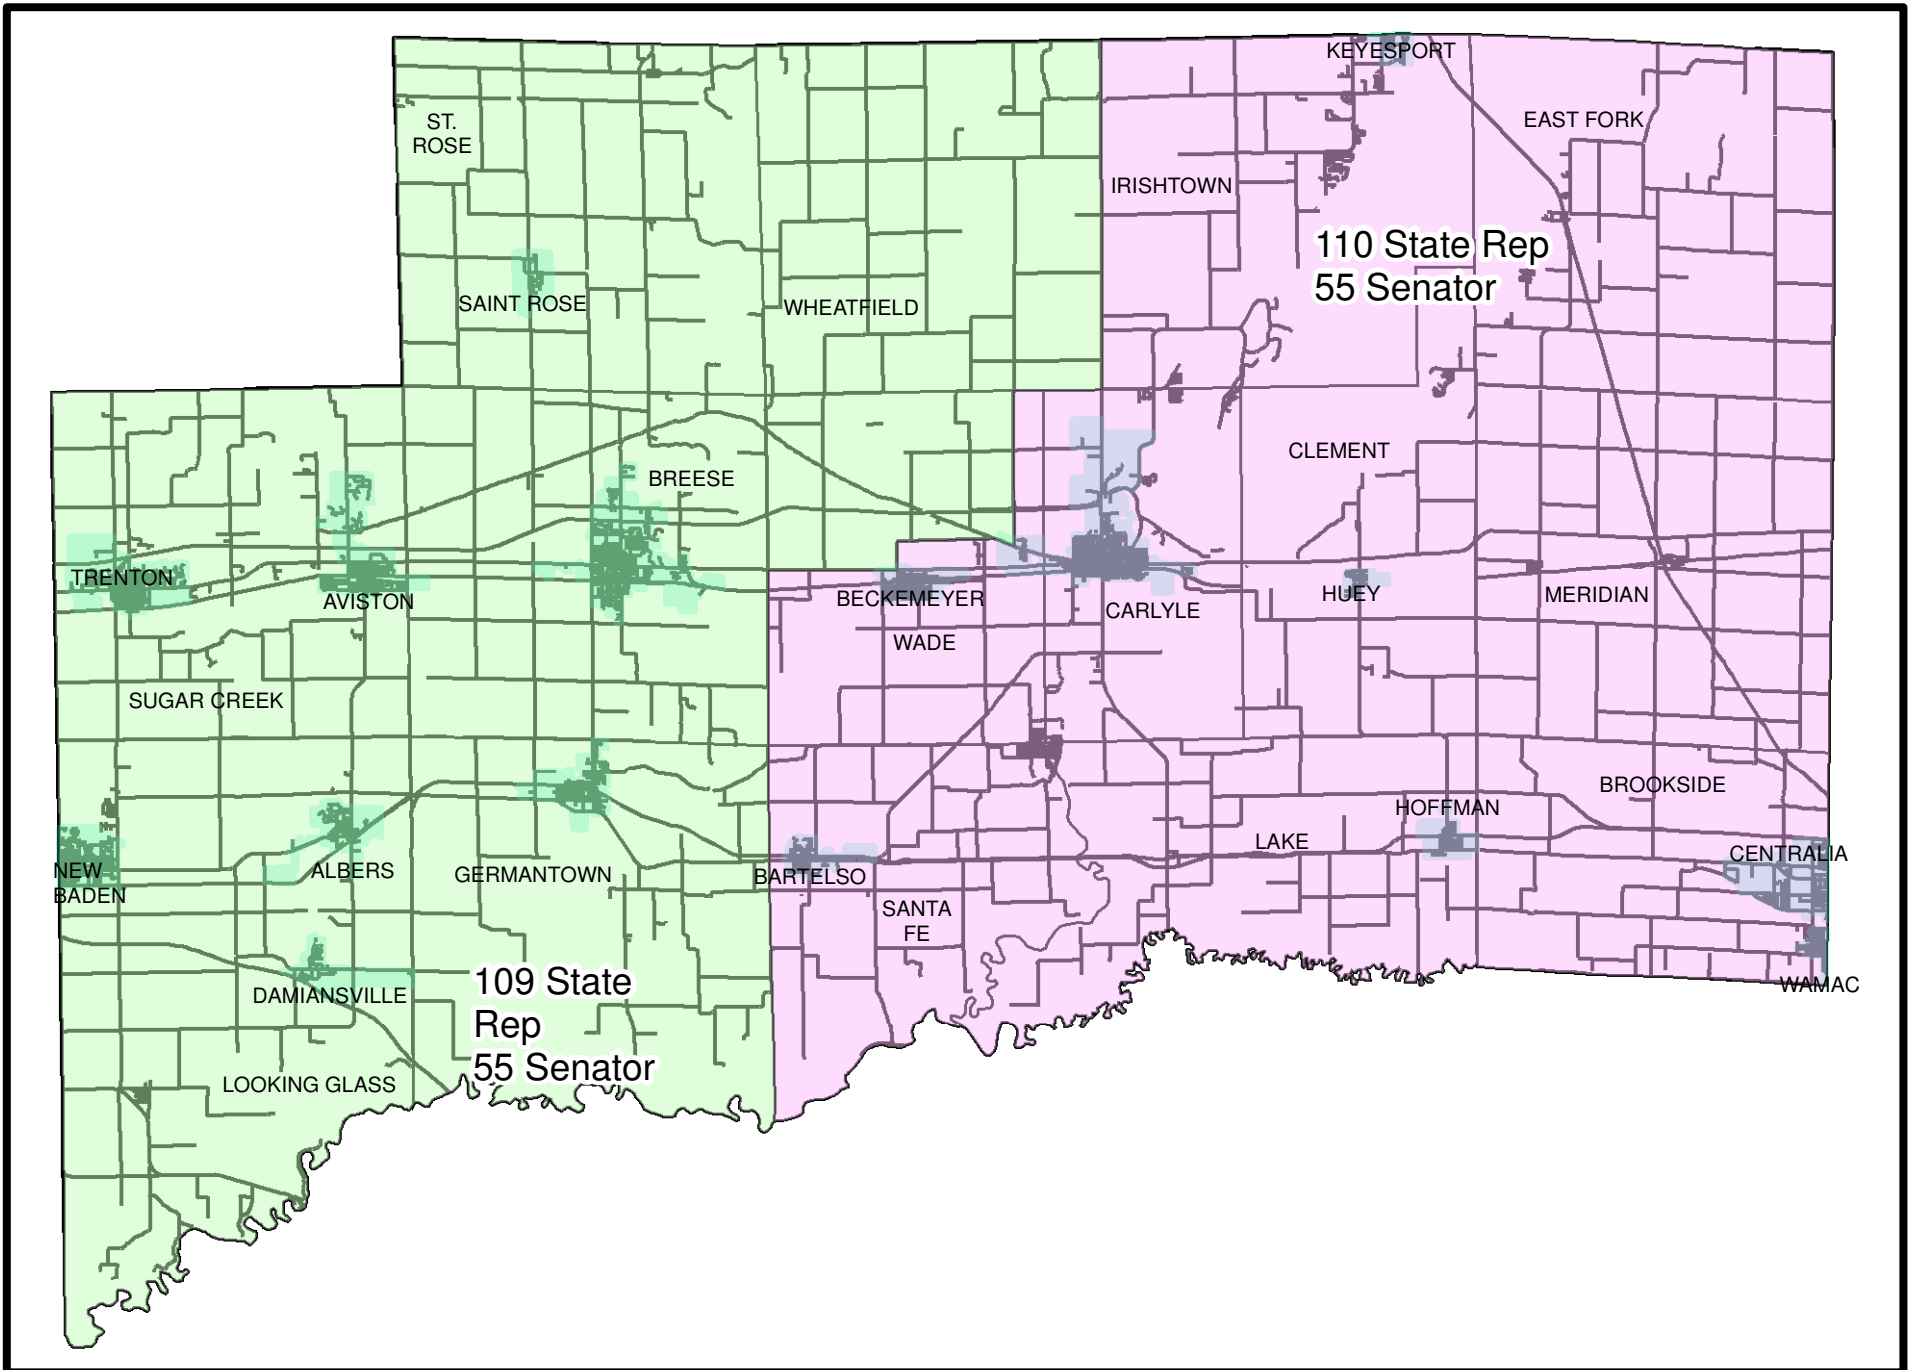 KEYESPORT
EAST FORK
ST.
ROSE
IRISHTOWN
110 State Rep
55 Senator
SAINT ROSE
WHEATFIELD
CLEMENT
BREESE
TRENTON
AVISTON
BECKEMEYER
CARLYLE
HUEY
MERIDIAN
WADE
SUGAR CREEK
BROOKSIDE
HOFFMAN
LAKE
CENTRALIA
NEW
BADEN
ALBERS
GERMANTOWN
BARTELSO
SANTA
FE
109 State
Rep
55 Senator
DAMIANSVILLE
WAMAC
LOOKING GLASS